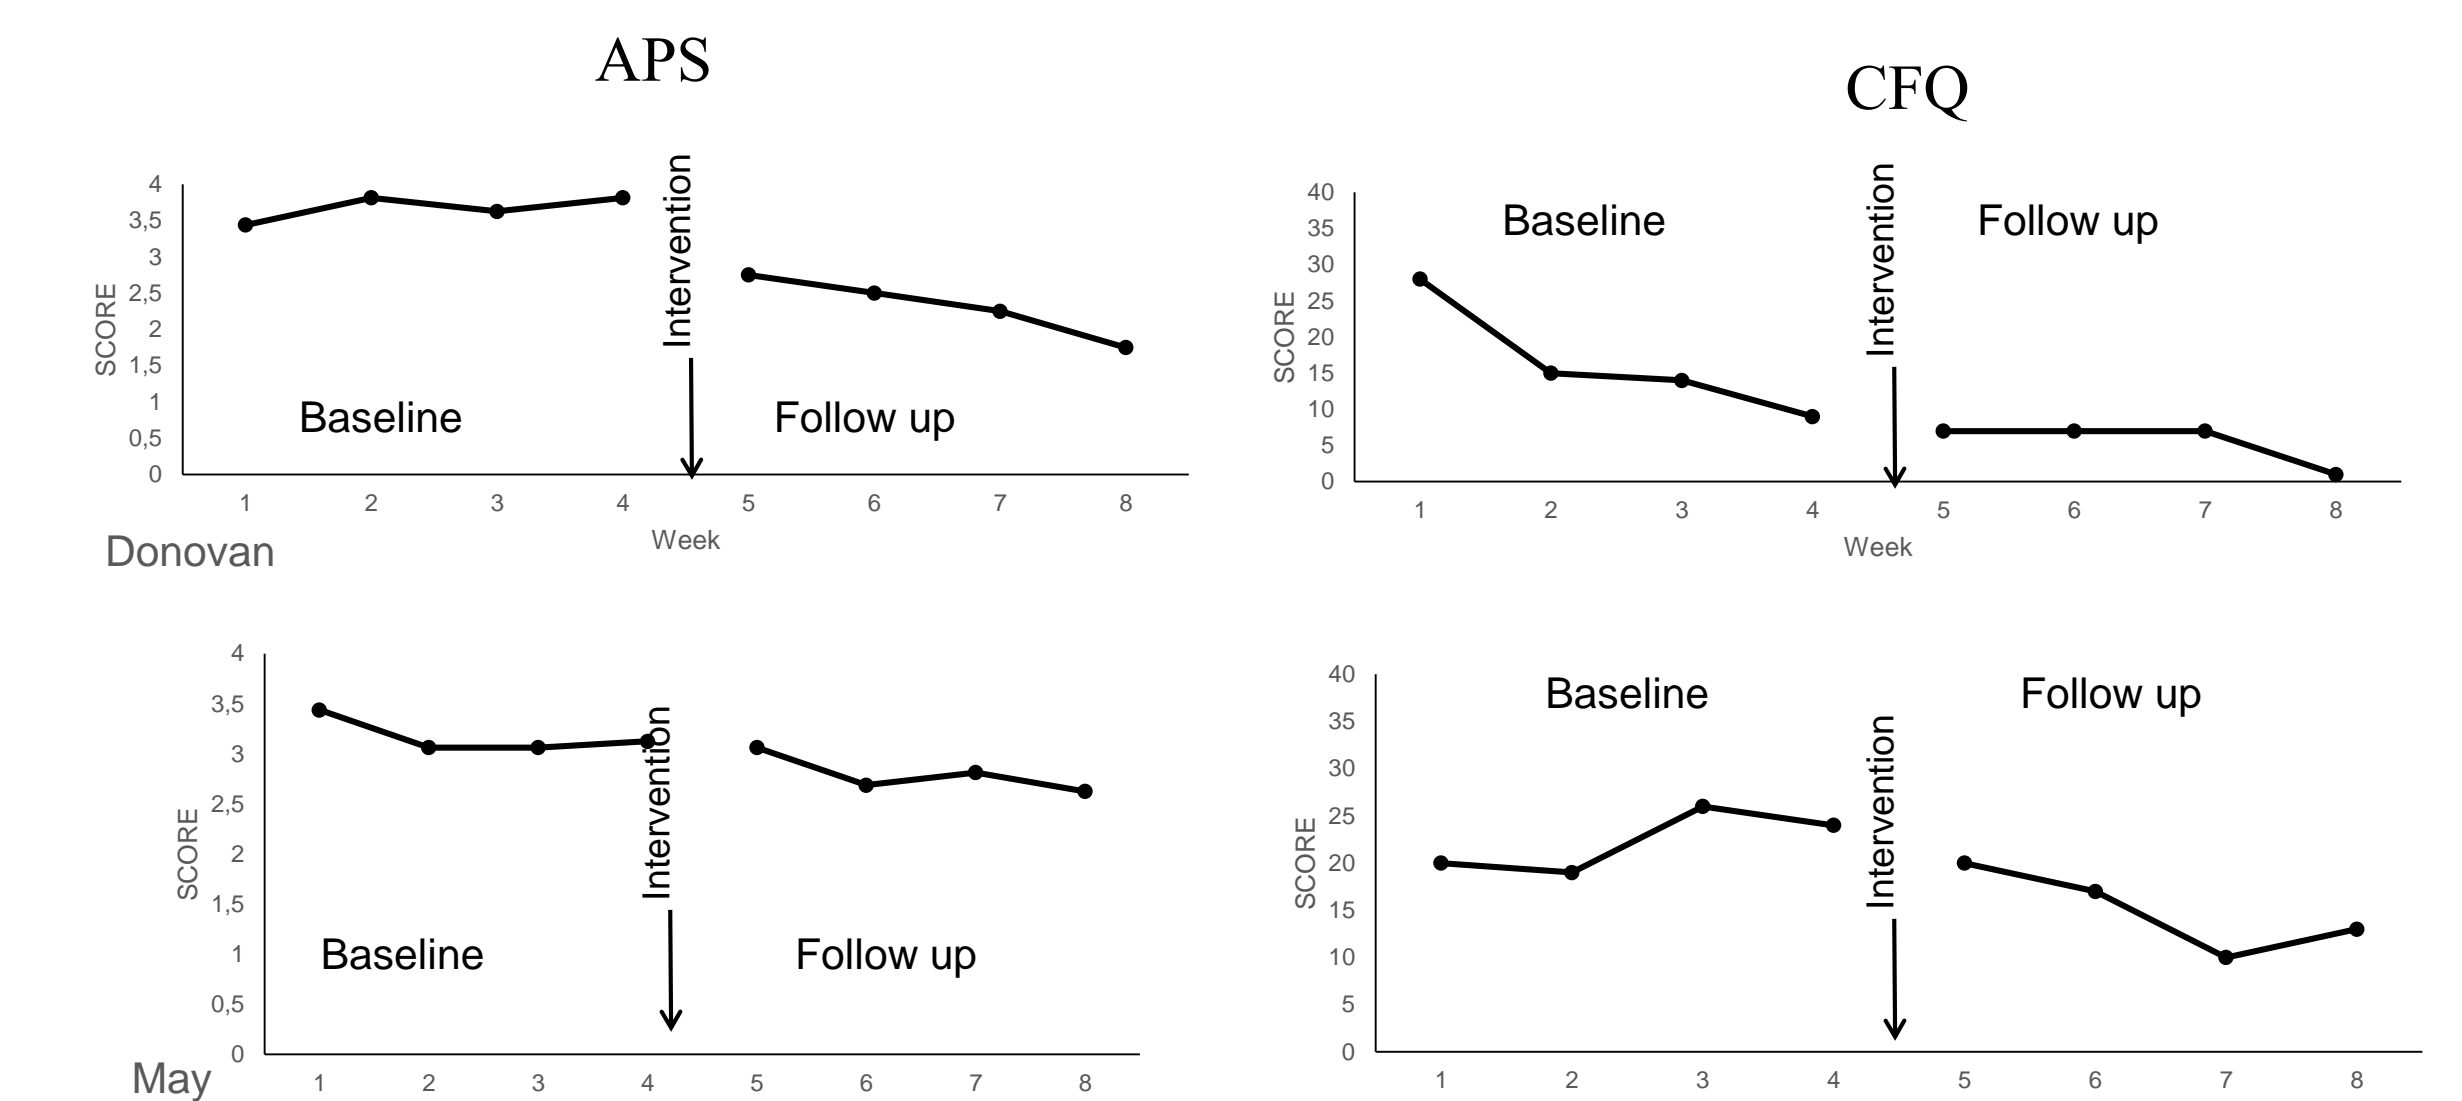 APS
CFQ
4
3,5
3
2,5
2
1,5
1
0,5
0
SCORE
Baseline
Intervention
Follow up
1 2 3 4 5 6 7 8
Week
Donovan
40
35
30
25
20
15
10
5
0
SCORE
Baseline
Intervention
Follow up
1 2 3 4 5 6 7 8
Week
4
3,5
3
2,5
2
1,5
1
0,5
0
SCORE
Baseline
Intervention
Follow up
1 2 3 4 5 6 7 8
May
40
35
30
25
20
15
10
5
0
SCORE
Baseline
Intervention
Follow up
1 2 3 4 5 6 7 8